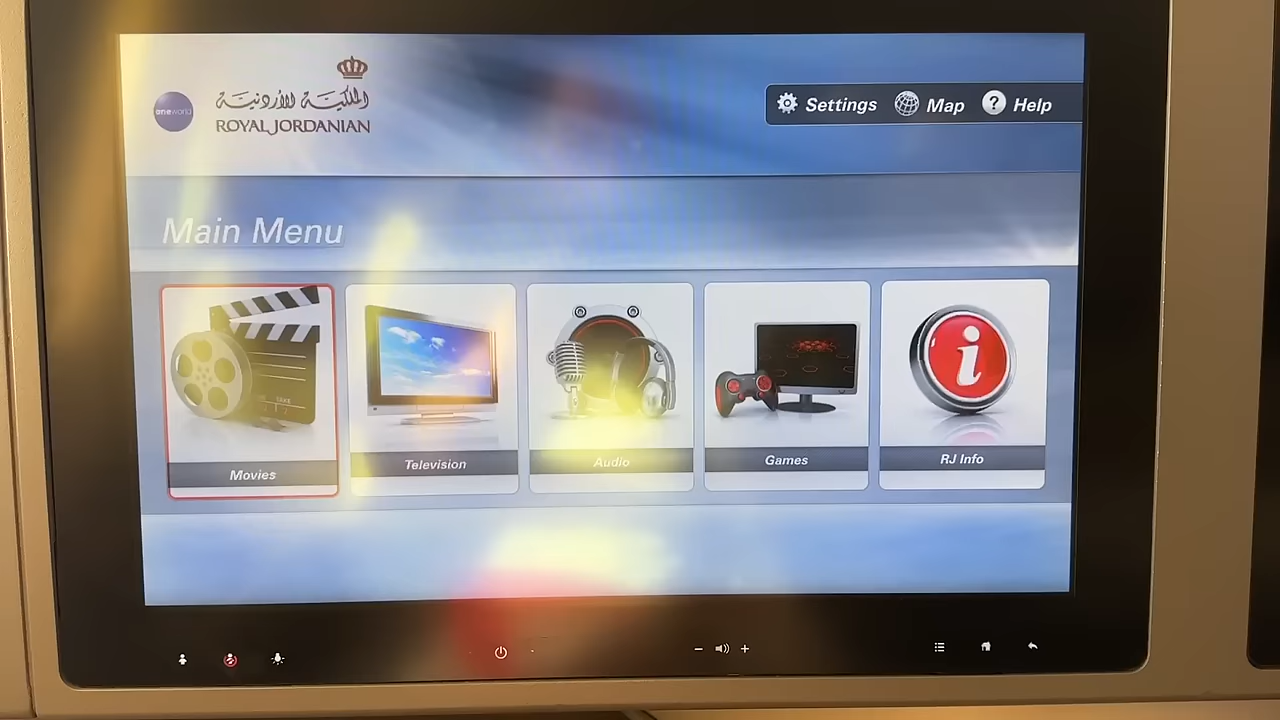 oneworld
الملكية الأردنية
ROYAL JORDANIAN
Settings Map Help
Main Menu
Movies
Television
Audio
Games
RJ Info